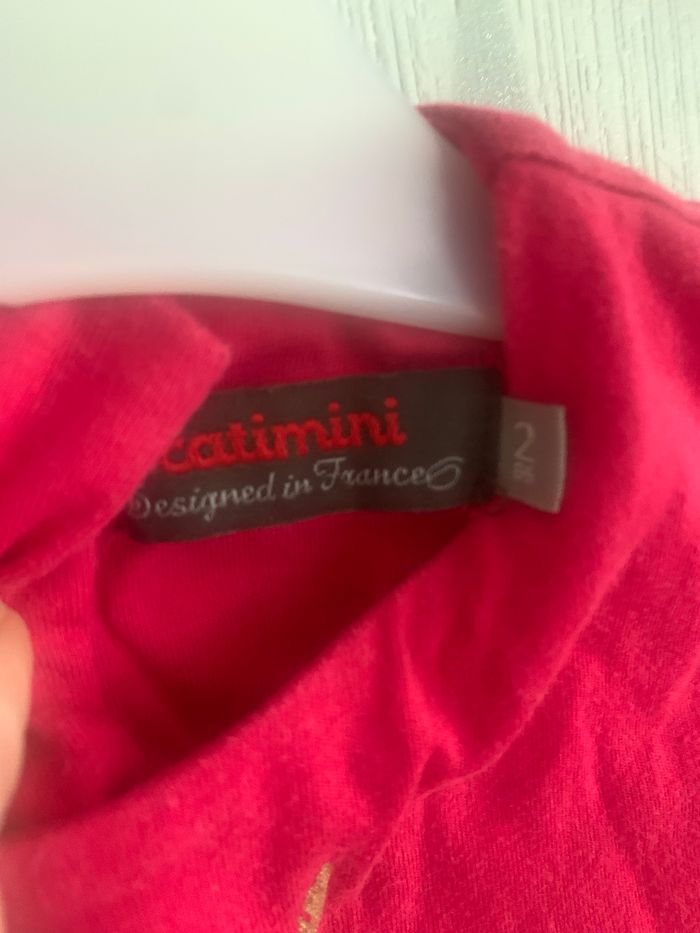 catimini
Designed in France
2